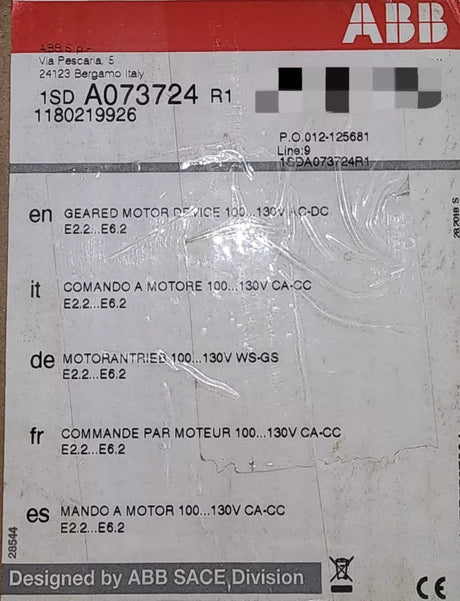 ABB
ABB S.p.A.
Via Pescaria, 5
24123 Bergamo Italy
1SD A073724 R1
1180219926
P.O.012-125681
Line:9
1SDA073724R1
en GEARED MOTOR DEVICE 100...130V AC-DC
E2.2...E6.2
it COMANDO A MOTORE 100...130V CA-CC
E2.2...E6.2
de MOTORANTRIEB 100...130V WS-GS
E2.2...E6.2
fr COMMANDE PAR MOTEUR 100...130V CA-CC
E2.2...E6.2
es MANDO A MOTOR 100...130V CA-CC
E2.2...E6.2
28544
Designed by ABB SACE Division
CE